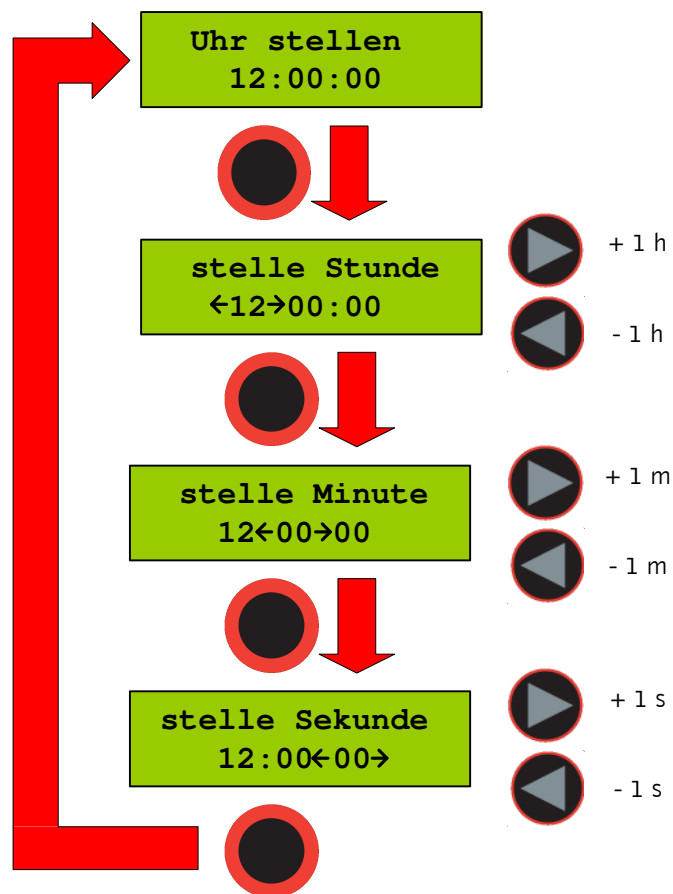 Uhr stellen
12:00:00
stelle Stunde
←12→00:00
+ 1 h
- 1 h
stelle Minute
12←00→00
+ 1 m
- 1 m
stelle Sekunde
12:00←00→
+ 1 s
- 1 s